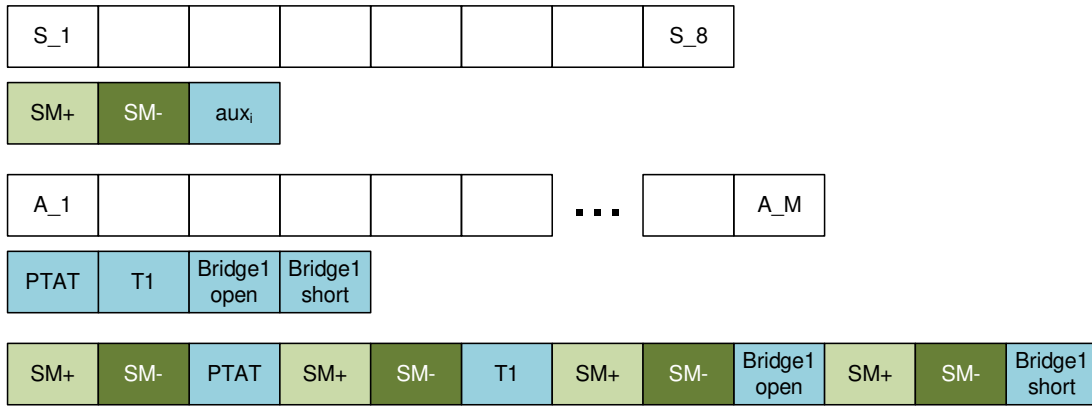 S_1 S_8
SM+ SM- auxi
A_1 ... A_M
PTAT T1 Bridge1 open Bridge1 short
SM+ SM- PTAT SM+ SM- T1 SM+ SM- Bridge1 open SM+ SM- Bridge1 short